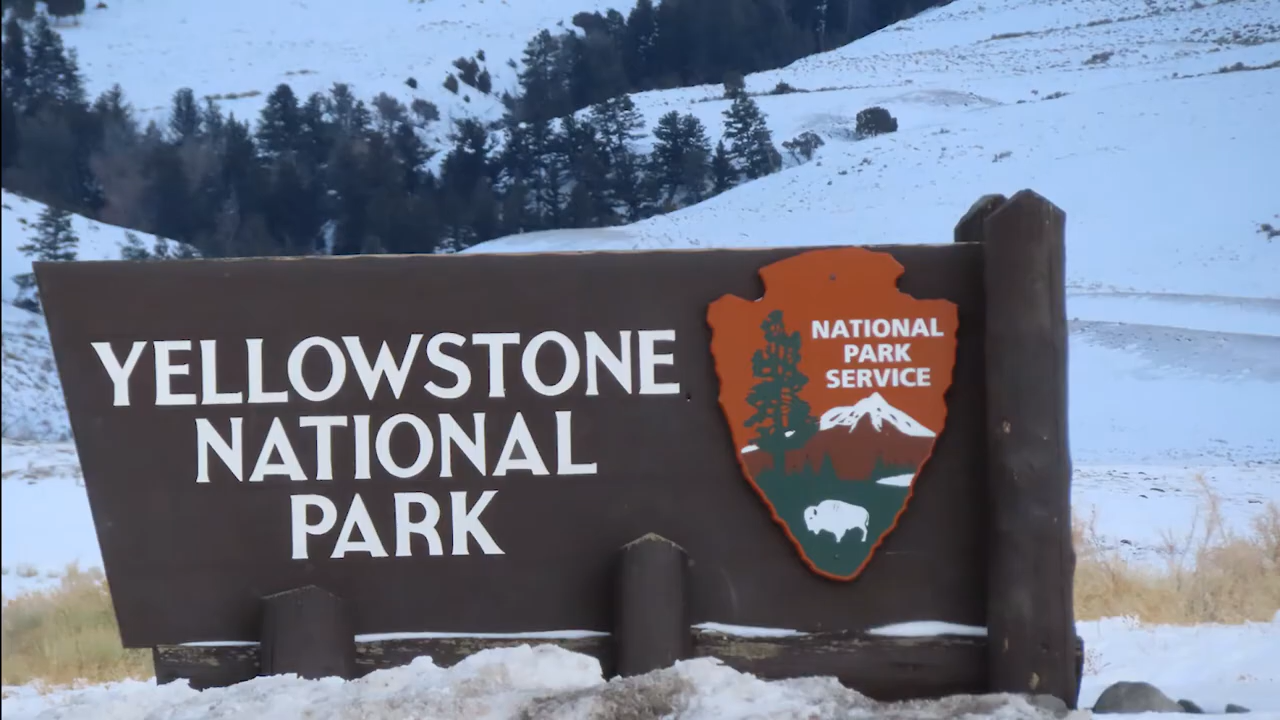 YELLOWSTONE
NATIONAL
PARK
NATIONAL
PARK
SERVICE